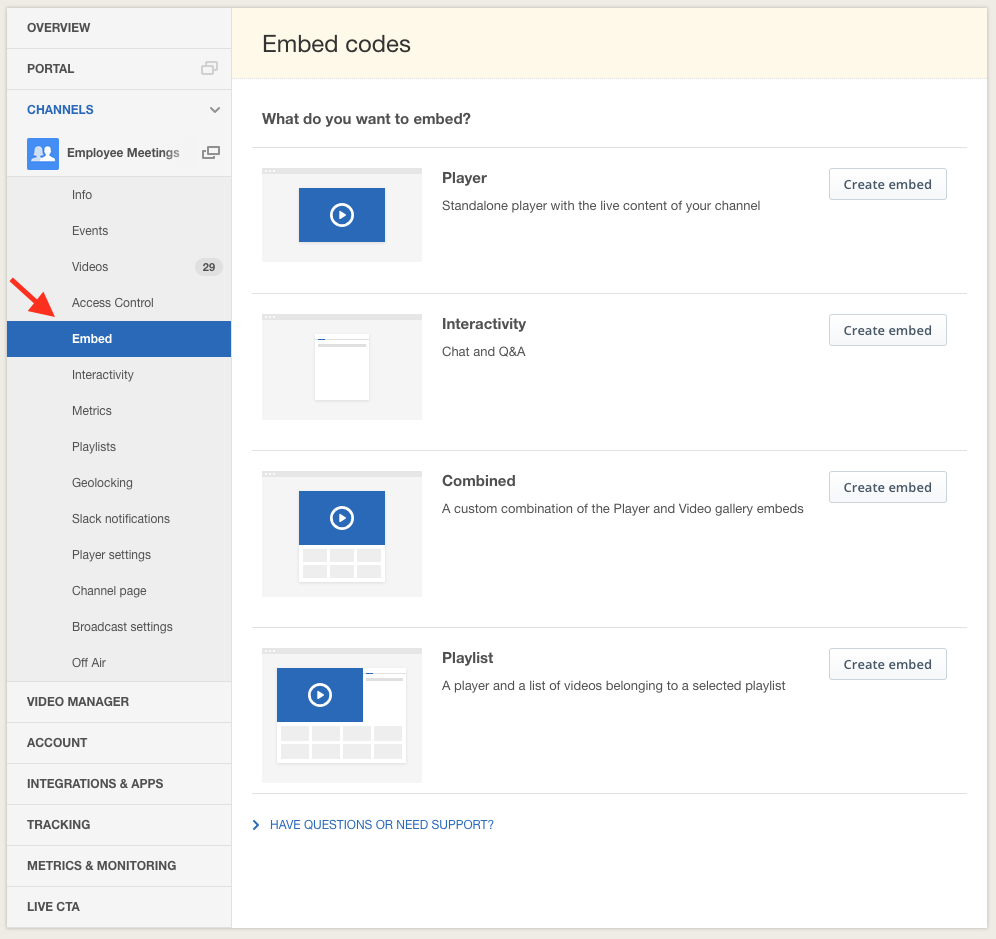 OVERVIEW
PORTAL
CHANNELS
Employee Meetings
Info
Events
Videos 29
Access Control
Embed
Interactivity
Metrics
Playlists
Geolocking
Slack notifications
Player settings
Channel page
Broadcast settings
Off Air
VIDEO MANAGER
ACCOUNT
INTEGRATIONS & APPS
TRACKING
METRICS & MONITORING
LIVE CTA
Embed codes
What do you want to embed?
Player
Standalone player with the live content of your channel
Create embed
Interactivity
Chat and Q&A
Create embed
Combined
A custom combination of the Player and Video gallery embeds
Create embed
Playlist
A player and a list of videos belonging to a selected playlist
Create embed
HAVE QUESTIONS OR NEED SUPPORT?